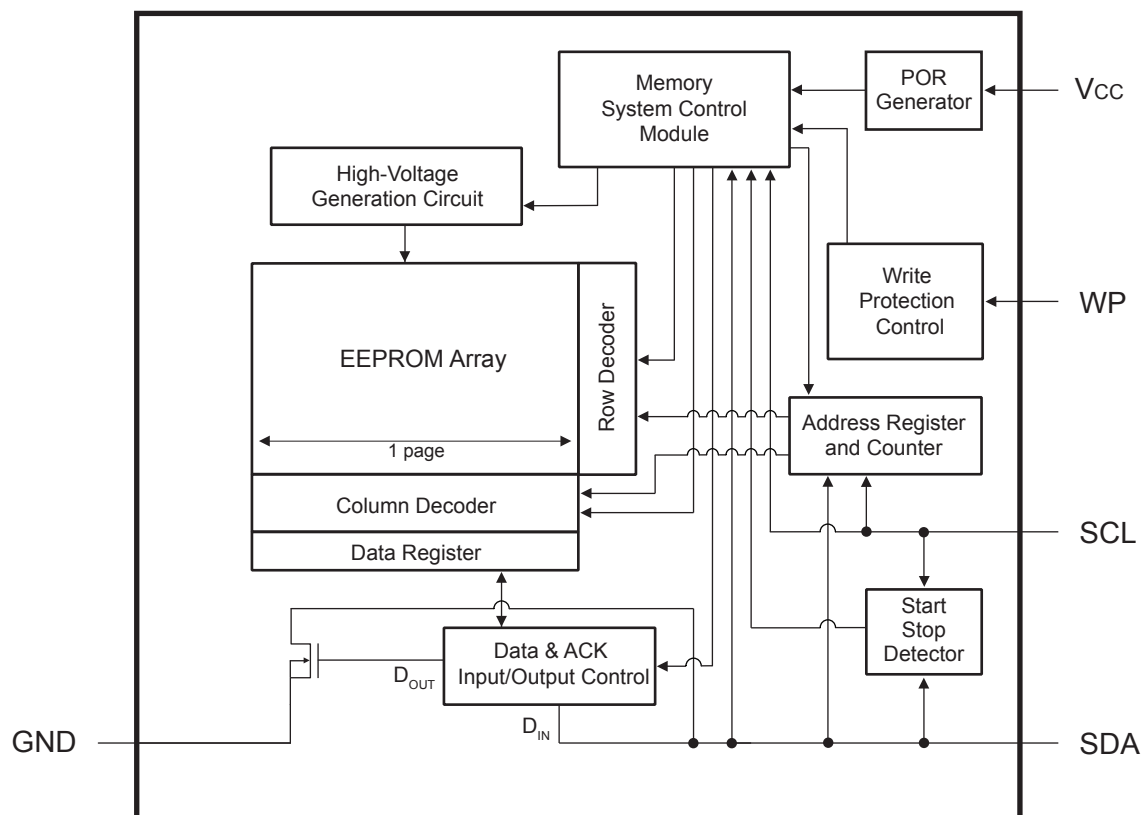 Memory
System Control
Module
POR
Generator
VCC
High-Voltage
Generation Circuit
Write
Protection
Control
WP
EEPROM Array
Row Decoder
1 page
Address Register
and Counter
Column Decoder
Data Register
SCL
Start
Stop
Detector
Data & ACK
Input/Output Control
DOUT
DIN
GND
SDA